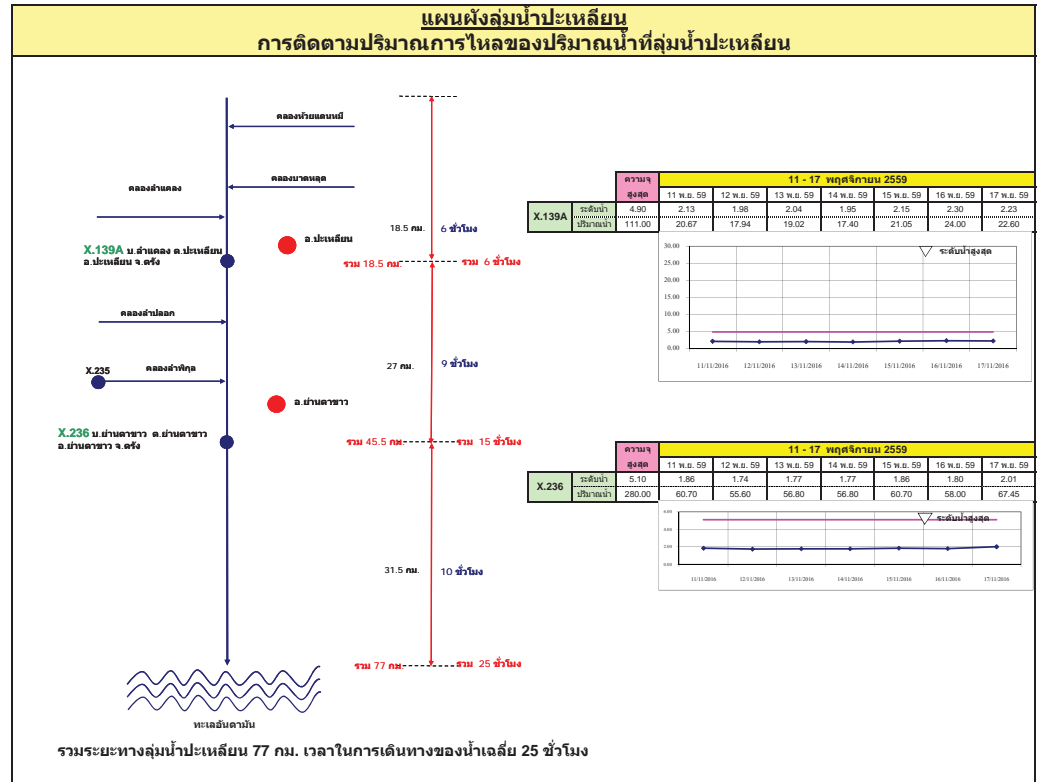 แผนผังลุ่มน้ำปะเหลียน
การติดตามปริมาณการไหลของปริมาณน้ำที่ลุ่มน้ำปะเหลียน
คลองห้วยแดนหมี
คลองบาดหลุด
คลองลำแคลง
18.5 กม. 6 ชั่วโมง
อ.ปะเหลียน
X.139A บ.ลำแคลง ต.ปะเหลียน
อ.ปะเหลียน จ.ตรัง
รวม 18.5 กม. รวม 6 ชั่วโมง
คลองลำปลอก
27 กม. 9 ชั่วโมง
X.235 คลองลำพิกุล
อ.ย่านตาขาว
X.236 บ.ย่านตาขาว ต.ย่านตาขาว
อ.ย่านตาขาว จ.ตรัง
รวม 45.5 กม. รวม 15 ชั่วโมง
31.5 กม. 10 ชั่วโมง
รวม 77 กม. รวม 25 ชั่วโมง
ทะเลอันดามัน
รวมระยะทางลุ่มน้ำปะเหลียน 77 กม. เวลาในการเดินทางของน้ำเฉลี่ย 25 ชั่วโมง
ความจุ 11 - 17 พฤศจิกายน 2559
สูงสุด 11 พ.ย. 59 12 พ.ย. 59 13 พ.ย. 59 14 พ.ย. 59 15 พ.ย. 59 16 พ.ย. 59 17 พ.ย. 59
X.139A
ระดับน้ำ 4.90 2.13 1.98 2.04 1.95 2.15 2.30 2.23
ปริมาณน้ำ 111.00 20.67 17.94 19.02 17.40 21.05 24.00 22.60
ระดับน้ำสูงสุด
30.00
25.00
20.00
15.00
10.00
5.00
0.00
11/11/2016 12/11/2016 13/11/2016 14/11/2016 15/11/2016 16/11/2016 17/11/2016
ความจุ 11 - 17 พฤศจิกายน 2559
สูงสุด 11 พ.ย. 59 12 พ.ย. 59 13 พ.ย. 59 14 พ.ย. 59 15 พ.ย. 59 16 พ.ย. 59 17 พ.ย. 59
X.236
ระดับน้ำ 5.10 1.86 1.74 1.77 1.77 1.86 1.80 2.01
ปริมาณน้ำ 280.00 60.70 55.60 56.80 56.80 60.70 58.00 67.45
ระดับน้ำสูงสุด
6.00
4.00
2.00
0.00
11/11/2016 12/11/2016 13/11/2016 14/11/2016 15/11/2016 16/11/2016 17/11/2016